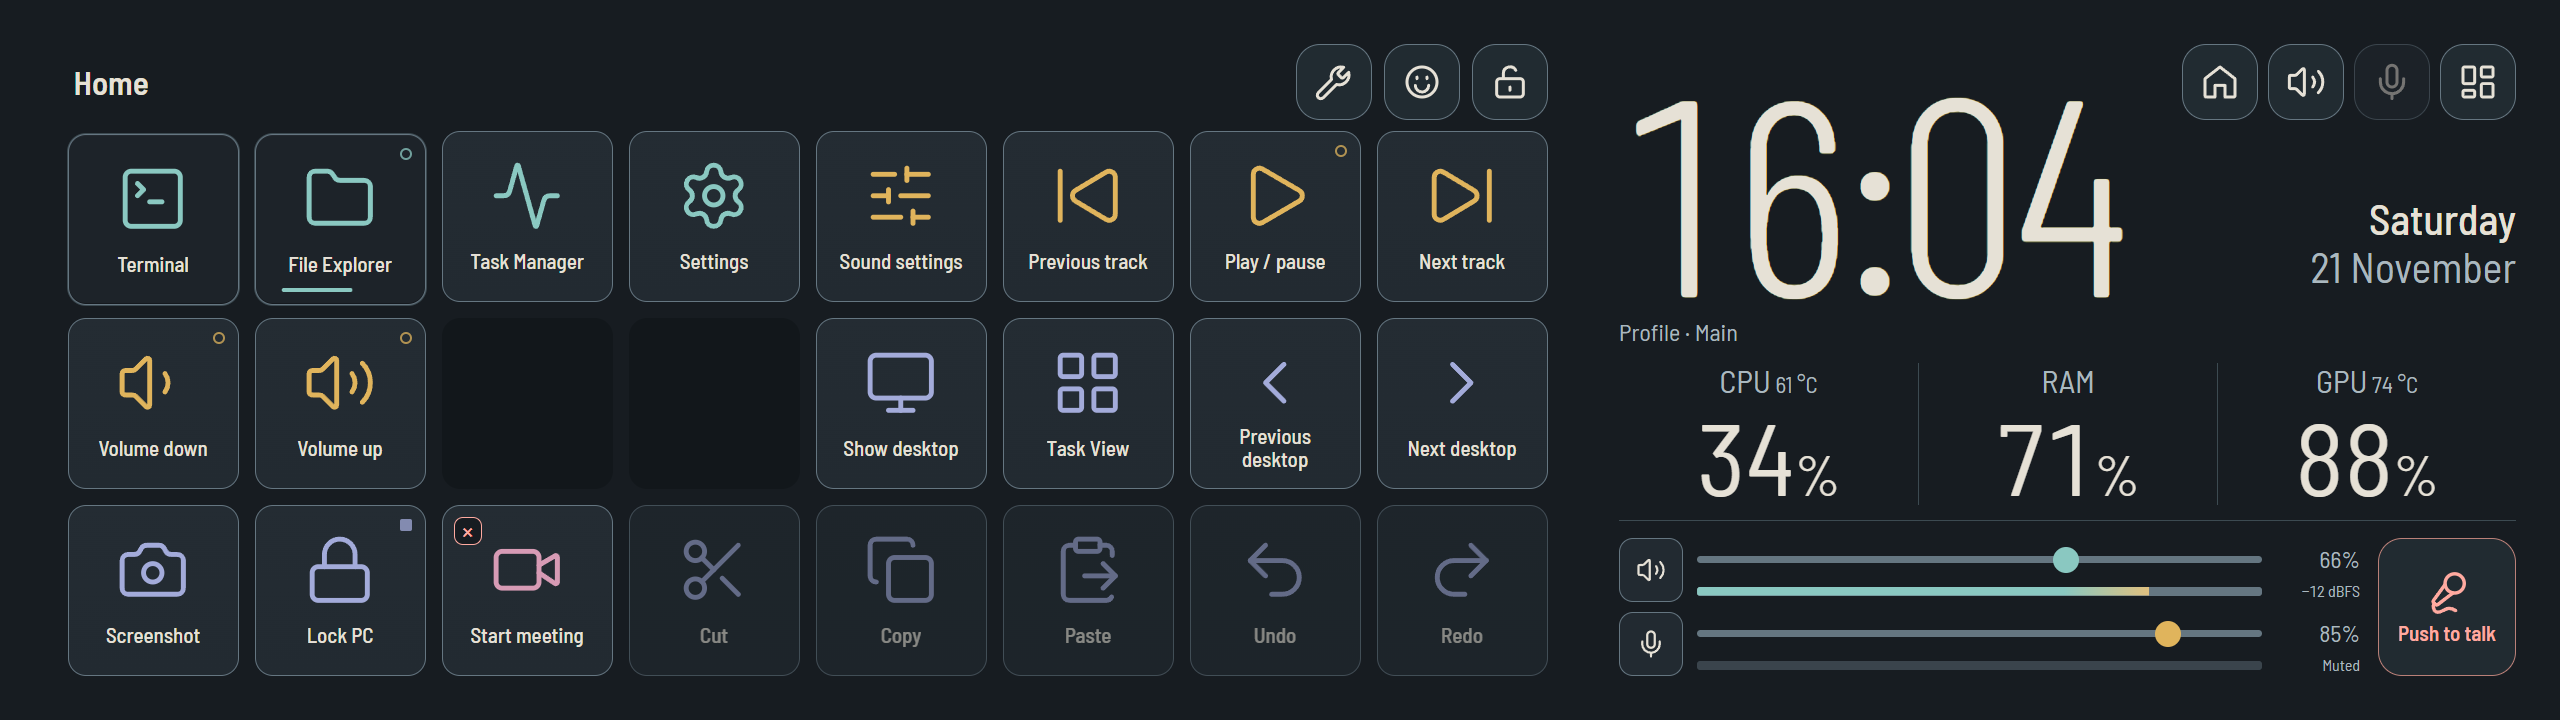 Home
Terminal
File Explorer
Task Manager
Settings
Sound settings
Previous track
Play / pause
Next track
Volume down
Volume up
Show desktop
Task View
Previous
desktop
Next desktop
Screenshot
Lock PC
Start meeting
Cut
Copy
Paste
Undo
Redo
16:04
Saturday
21 November
Profile · Main
CPU 61 °C
34%
RAM
71%
GPU 74 °C
88%
66%
−12 dBFS
85%
Muted
Push to talk